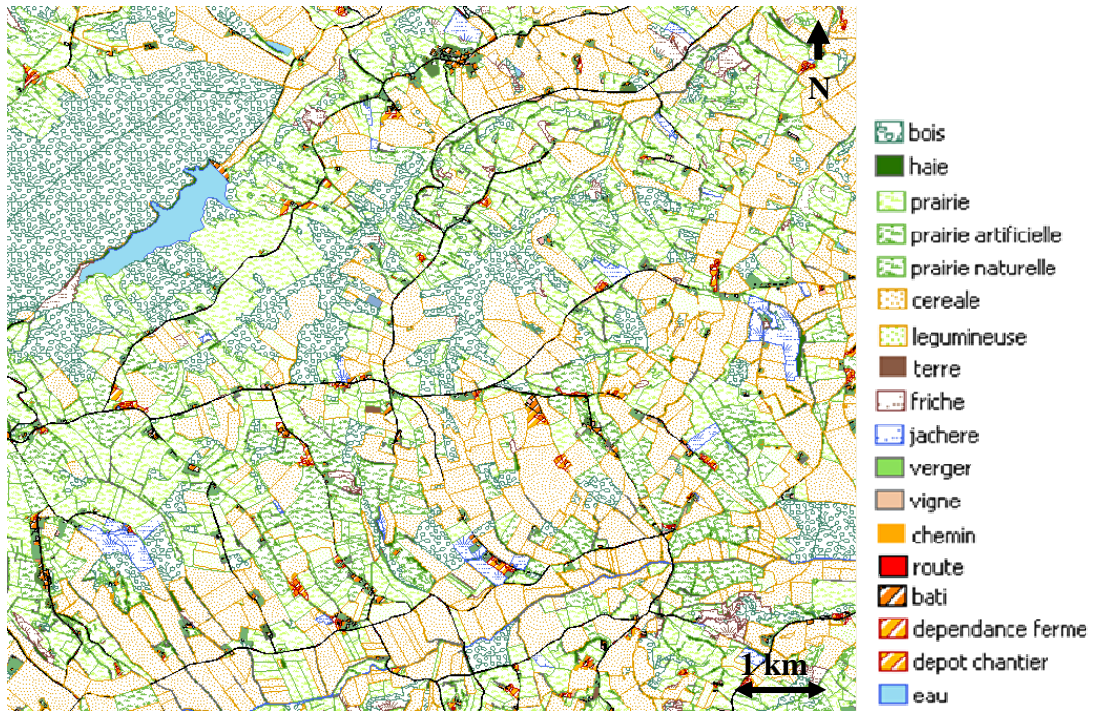 N
bois
haie
prairie
prairie artificielle
prairie naturelle
cereale
legumineuse
terre
friche
jachere
verger
vigne
chemin
route
bati
dependance ferme
depot chantier
eau
1 km